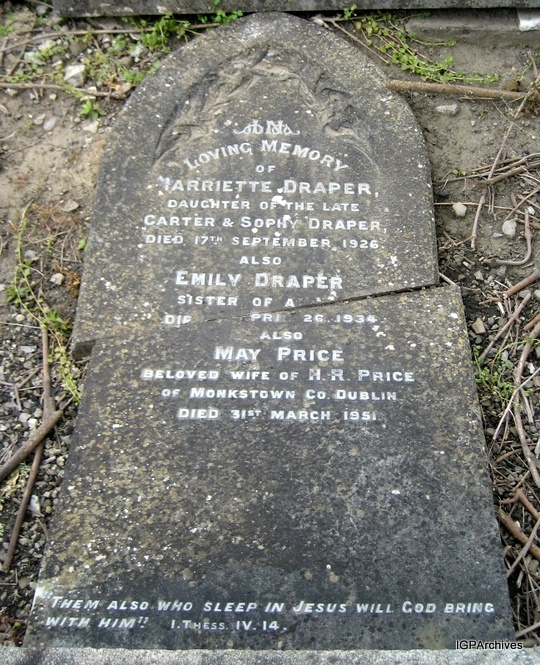 IN
LOVING MEMORY
OF
HARRIETTE DRAPER,
DAUGHTER OF THE LATE
CARTER & SOPHY DRAPER,
DIED 17TH SEPTEMBER, 1926.
ALSO
EMILY DRAPER
SISTER OF
26. 1934.
ALSO
MAY PRICE
BELOVED WIFE OF H. R. PRICE
OF MONKSTOWN CO. DUBLIN
DIED 31ST MARCH 1951.
"THEM ALSO WHO SLEEP IN JESUS WILL GOD BRING
WITH HIM" I. THESS. IV. 14.
IGPArchives